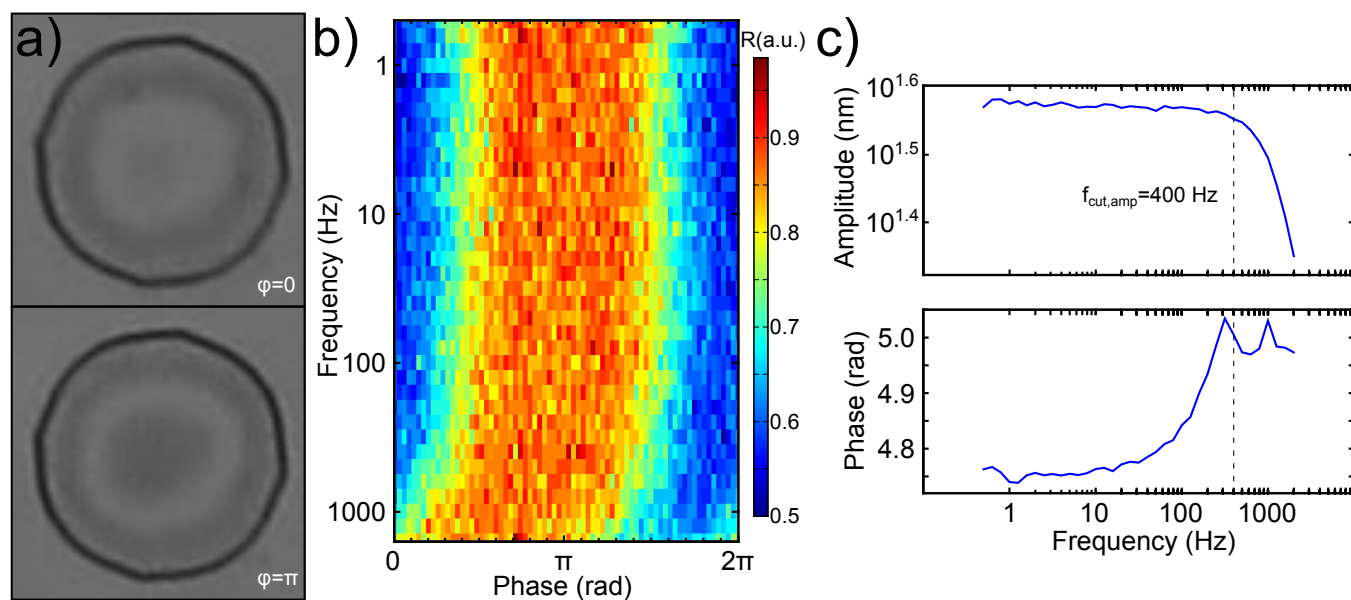 a)
φ=0
φ=π
b)
R(a.u.)
Frequency (Hz)
1
10
100
1000
0
π
2π
Phase (rad)
0.9
0.8
0.7
0.6
0.5
c)
Amplitude (nm)
10^1.6
10^1.5
10^1.4
f_cut,amp=400 Hz
Phase (rad)
5.0
4.9
4.8
1
10
100
1000
Frequency (Hz)